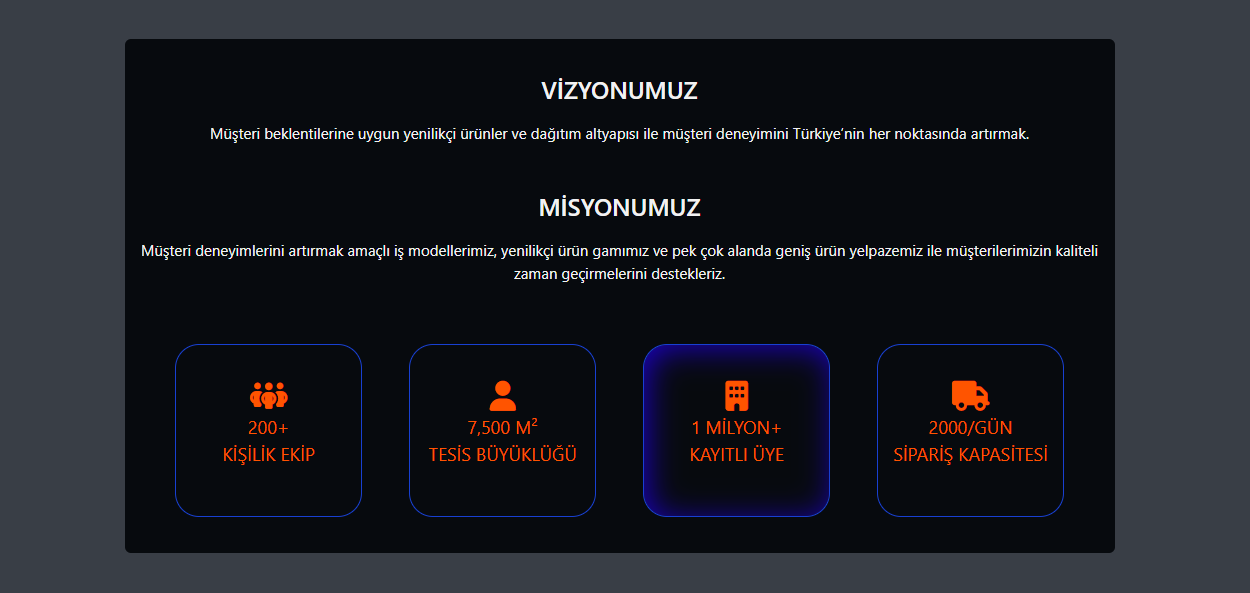 VİZYONUMUZ
Müşteri beklentilerine uygun yenilikçi ürünler ve dağıtım altyapısı ile müşteri deneyimini Türkiye’nin her noktasında artırmak.
MİSYONUMUZ
Müşteri deneyimlerini artırmak amaçlı iş modellerimiz, yenilikçi ürün gamımız ve pek çok alanda geniş ürün yelpazemiz ile müşterilerimizin kaliteli
zaman geçirmelerini destekleriz.
200+
KİŞİLİK EKİP
7,500 M²
TESİS BÜYÜKLÜĞÜ
1 MİLYON+
KAYITLI ÜYE
2000/GÜN
SİPARİŞ KAPASİTESİ